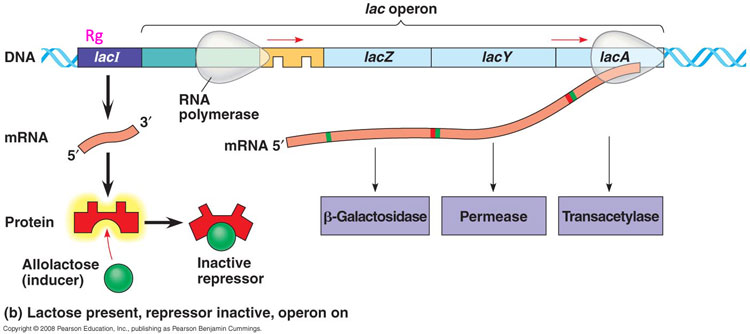 lac operon
Rg
DNA
lacI
lacZ
lacY
lacA
RNA
polymerase
mRNA
3′
5′
mRNA 5′
Protein
β-Galactosidase
Permease
Transacetylase
Allolactose
(inducer)
Inactive
repressor
(b) Lactose present, repressor inactive, operon on
Copyright © 2008 Pearson Education, Inc., publishing as Pearson Benjamin Cummings.